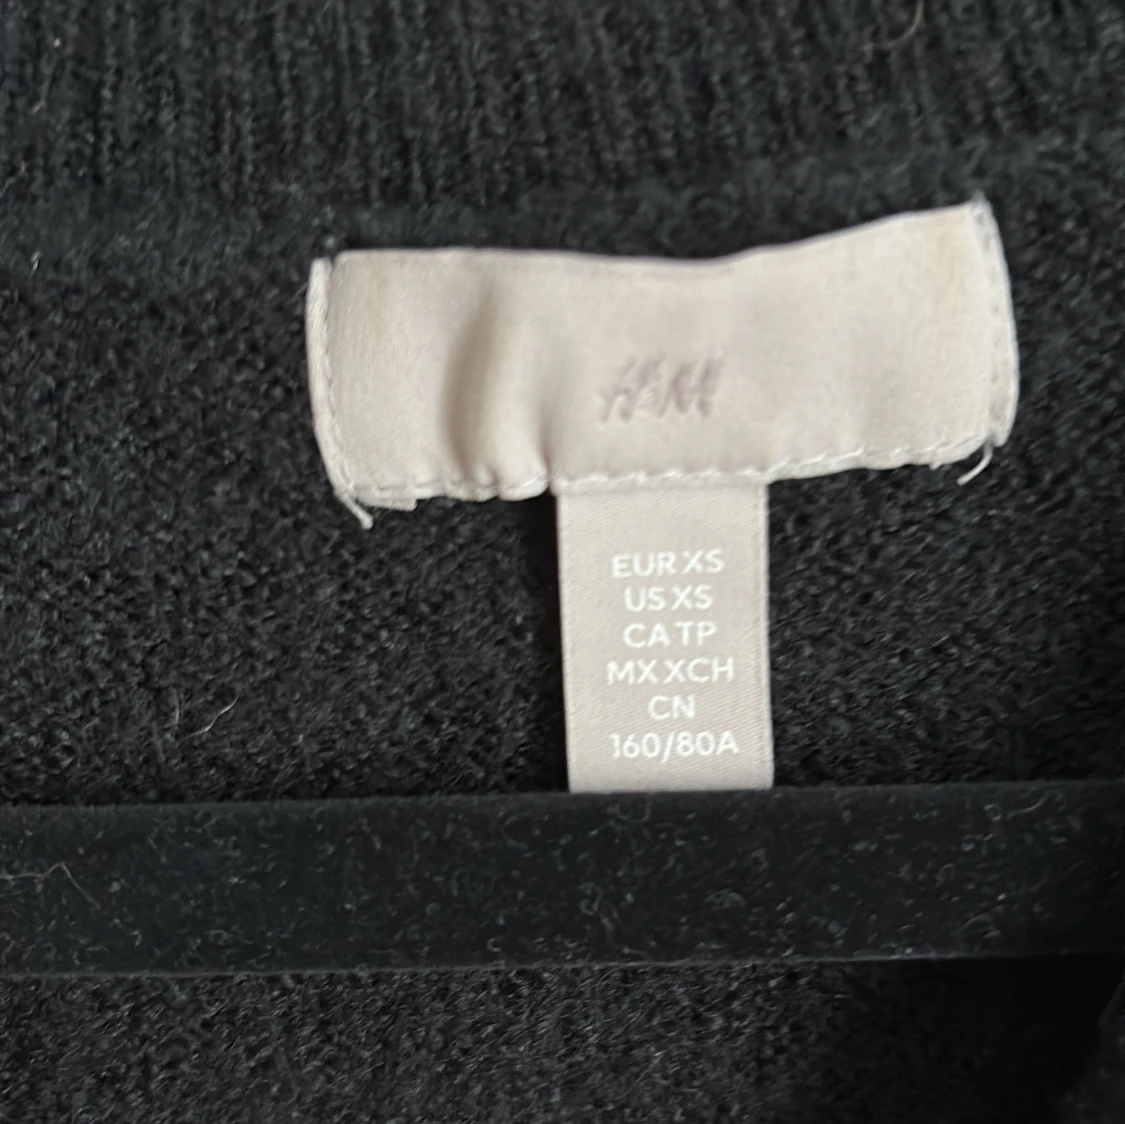 H&M
EUR XS
US XS
CA TP
MX XCH
CN
160/80A